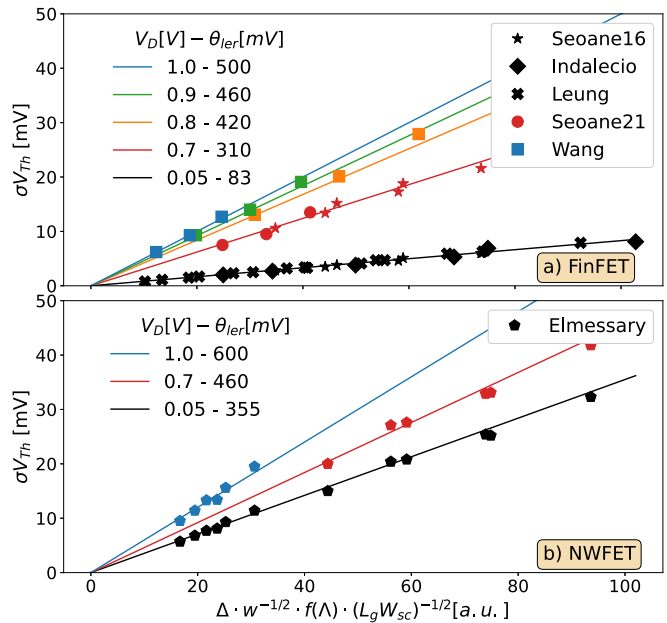 50
40
30
20
10
0
σV_Th [mV]
V_D[V] − θ_ler[mV]
1.0 - 500
0.9 - 460
0.8 - 420
0.7 - 310
0.05 - 83
Seoane16
Indalecio
Leung
Seoane21
Wang
a) FinFET
50
40
30
20
10
0
σV_Th [mV]
V_D[V] − θ_ler[mV]
1.0 - 600
0.7 - 460
0.05 - 355
Elmessary
b) NWFET
0 20 40 60 80 100
Δ · w^{-1/2} · f(Λ) · (L_gW_sc)^{-1/2}[a.u.]